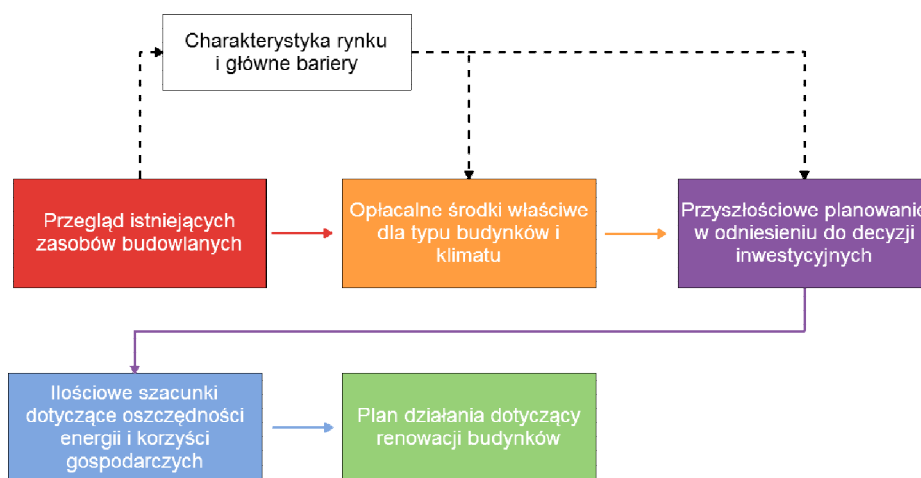 Charakterystyka rynku
i główne bariery
Przegląd istniejących
zasobów budowlanych
Opłacalne środki właściwe
dla typu budynków i
klimatu
Przyszłościowe planowanie
w odniesieniu do decyzji
inwestycyjnych
Ilościowe szacunki
dotyczące oszczędności
energii i korzyści
gospodarczych
Plan działania dotyczący
renowacji budynków